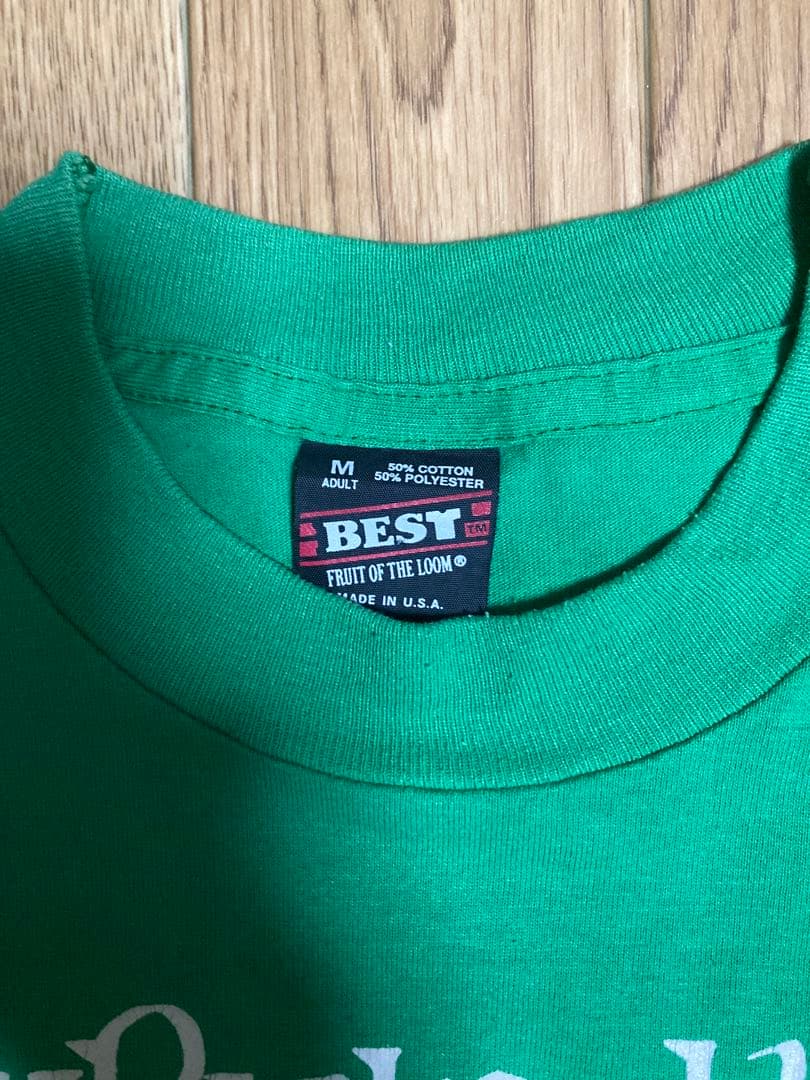 M
ADULT
50% COTTON
50% POLYESTER
BEST TM
FRUIT OF THE LOOM®
MADE IN U.S.A.